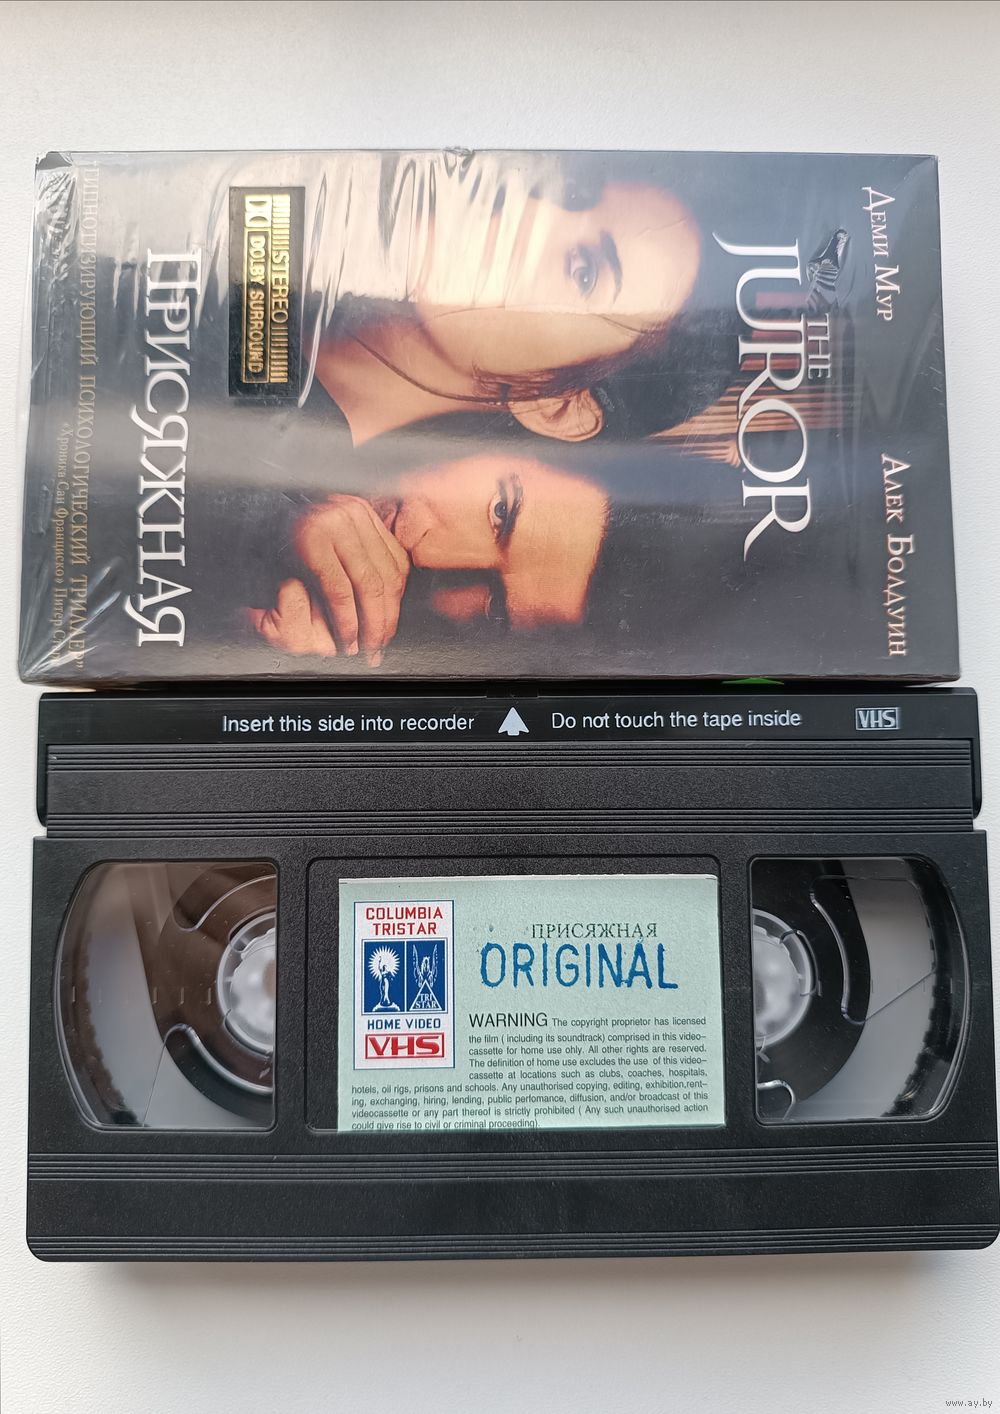 Деми Мур
Алек Болдуин
THE
JUROR
STEREO
DOLBY SURROUND
ПРИСЯЖНАЯ
"ГИПНОТИЗИРУЮЩИЙ ПСИХОЛОГИЧЕСКИЙ ТРИЛЛЕР"
«Хроника Сан Франциско» Питер
Insert this side into recorder Do not touch the tape inside VHS
COLUMBIA
TRISTAR
TRI
STAR
HOME VIDEO
VHS
ПРИСЯЖНАЯ
ORIGINAL
WARNING The copyright proprietor has licensed
the film ( including its soundtrack) comprised in this video–
cassette for home use only. All other rights are reserved.
The definition of home use excludes the use of this video–
cassette at locations such as clubs, coaches, hospitals,
hotels, oil rigs, prisons and schools. Any unauthorised copying, editing, exhibition,rent–
ing, exchanging, hiring, lending, public perfomance, diffusion, and/or broadcast of this
videocassette or any part thereof is strictly prohibited ( Any such unauthorised action
could give rise to civil or criminal proceeding).
www.ay.by